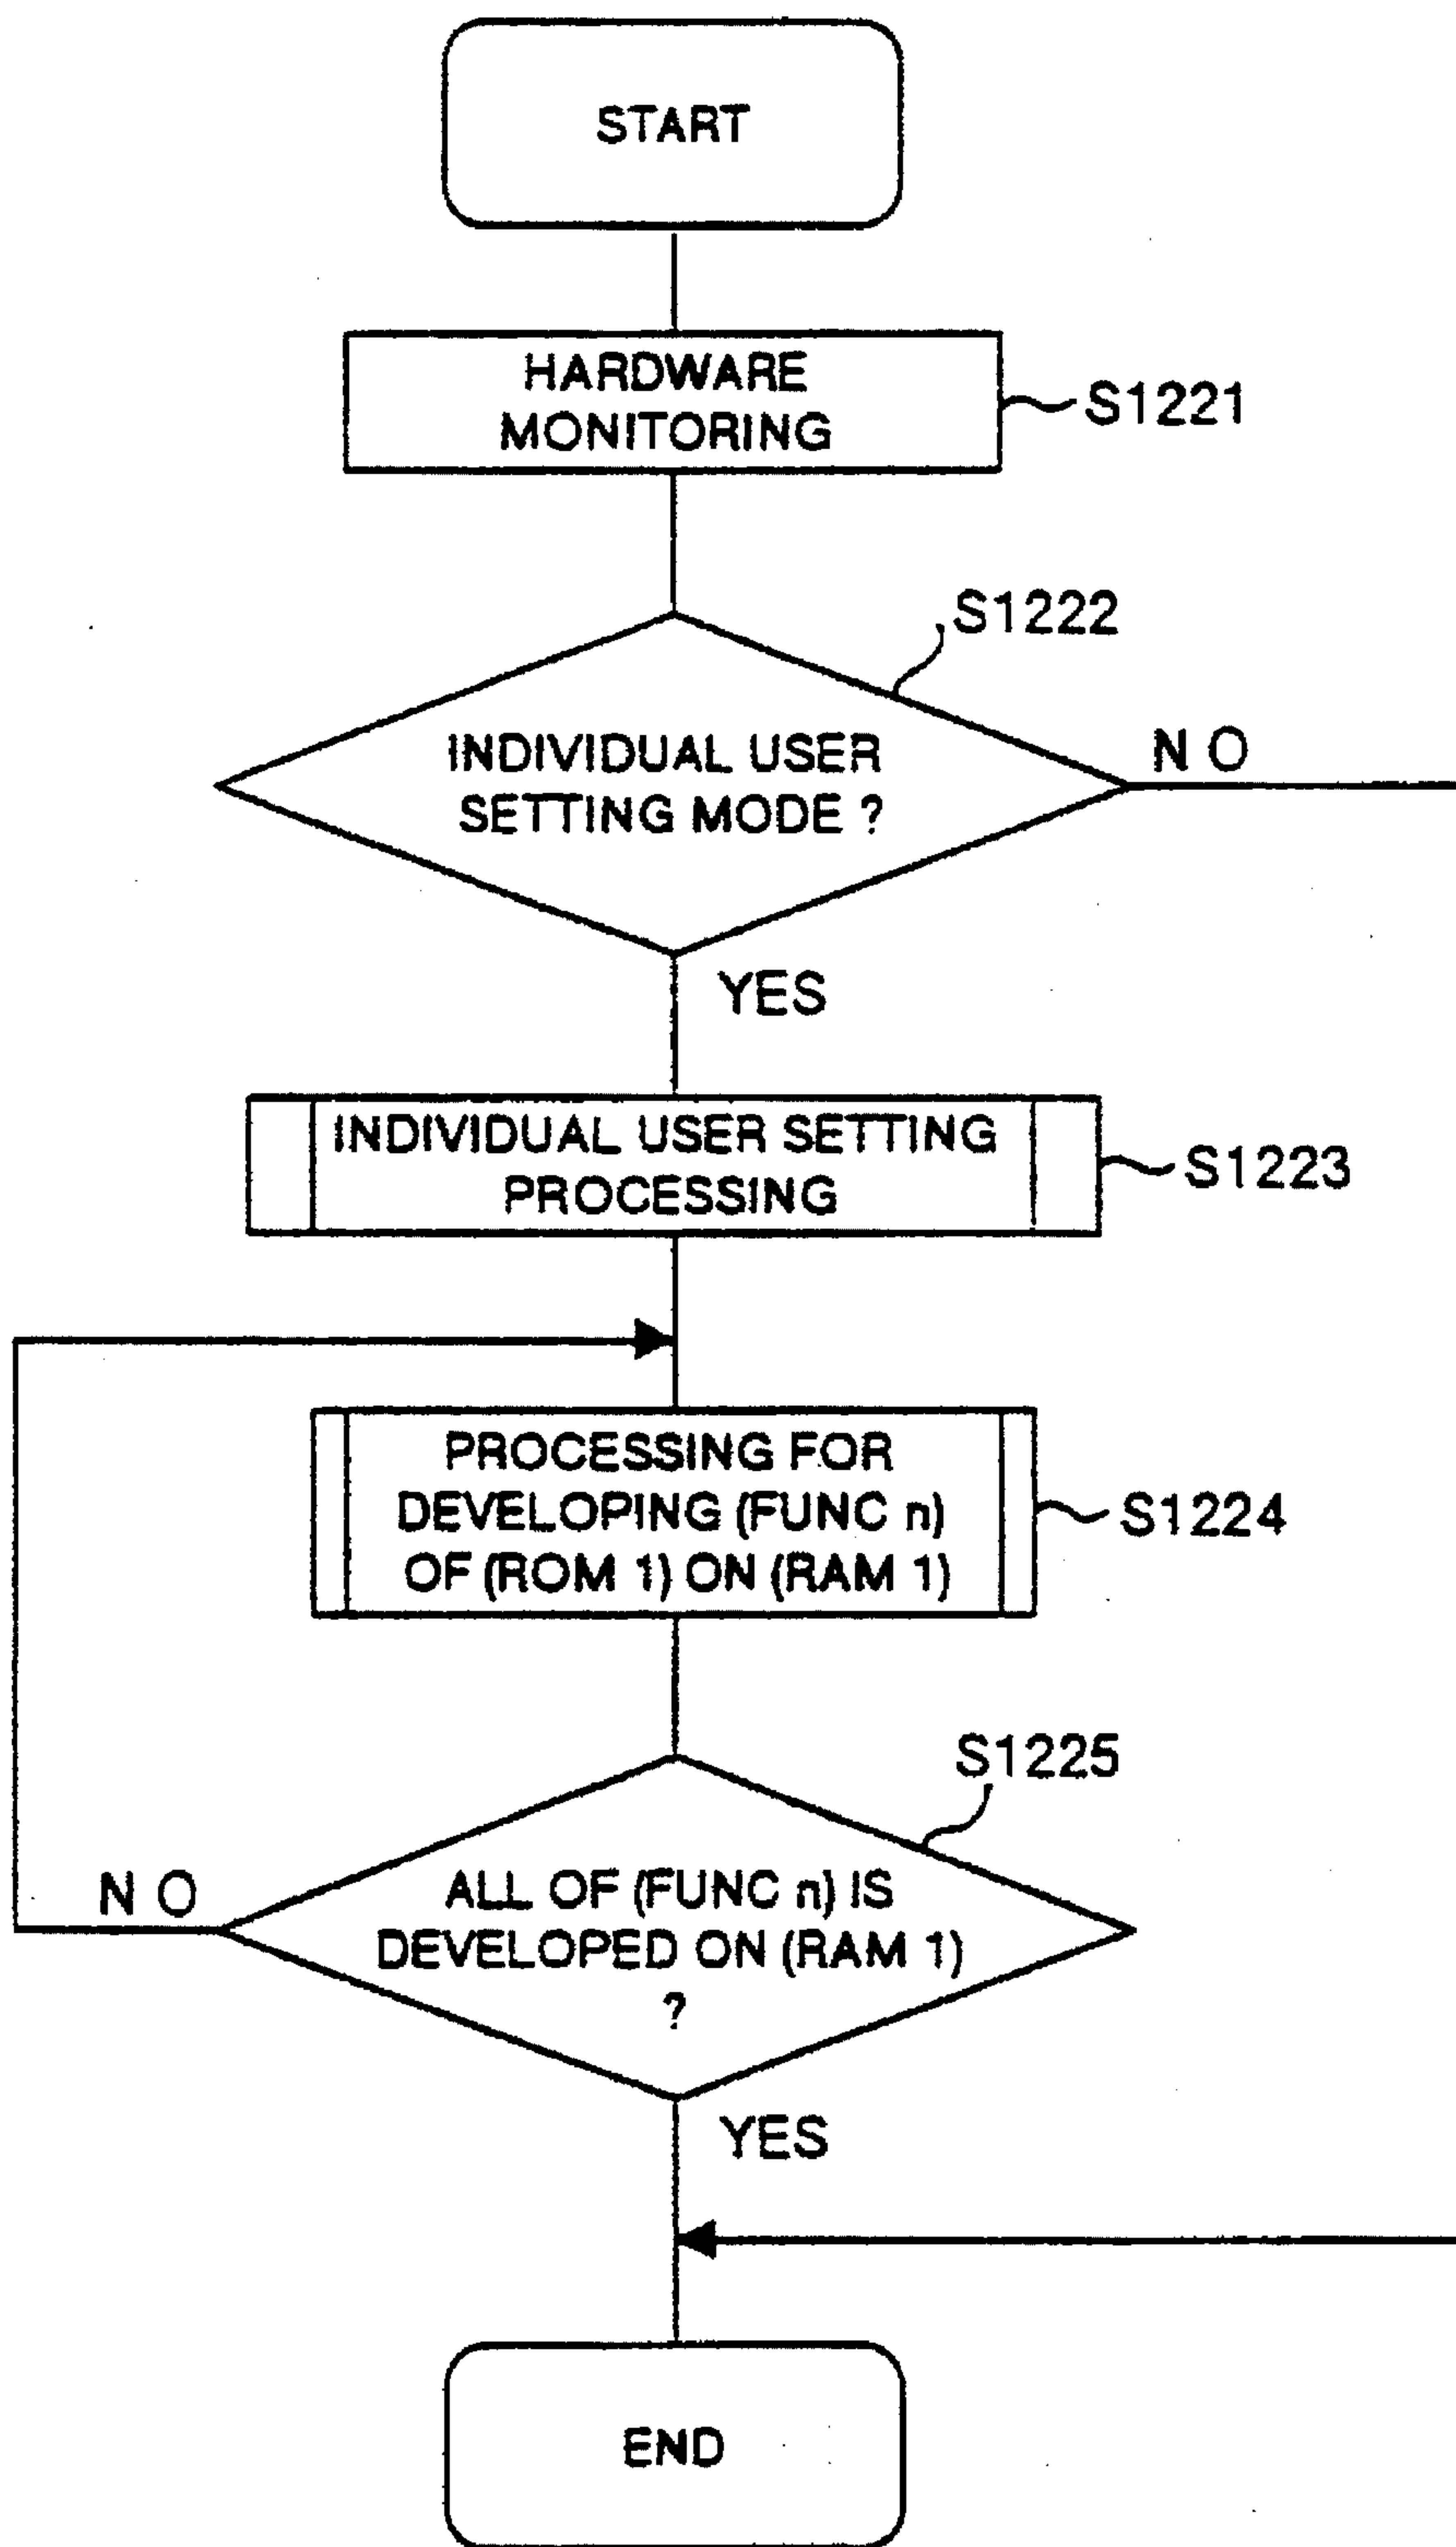 START
HARDWARE
MONITORING
S1221
S1222
INDIVIDUAL USER
SETTING MODE ?
N O
YES
INDIVIDUAL USER SETTING
PROCESSING
S1223
PROCESSING FOR
DEVELOPING (FUNC n)
OF (ROM 1) ON (RAM 1)
S1224
S1225
ALL OF (FUNC n) IS
DEVELOPED ON (RAM 1)
?
N O
YES
END